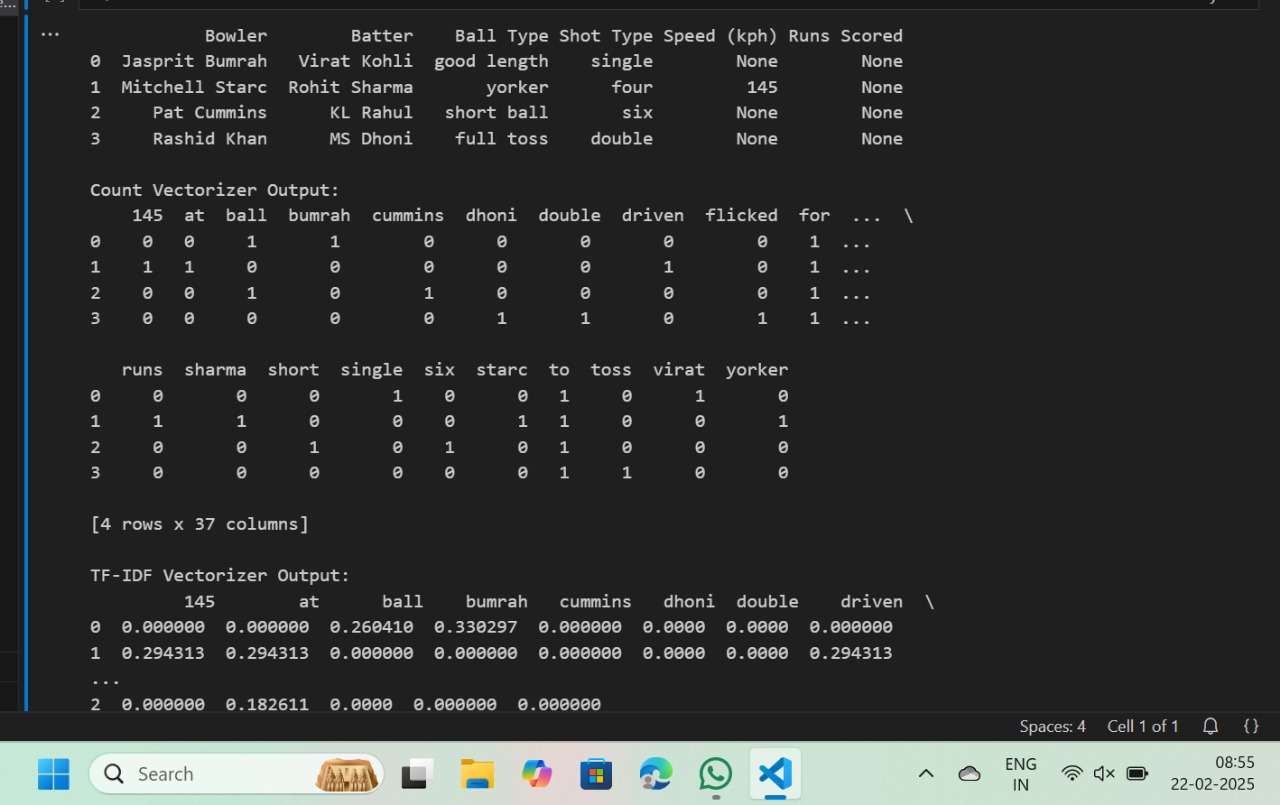 ...
Bowler Batter Ball Type Shot Type Speed (kph) Runs Scored
0 Jasprit Bumrah Virat Kohli good length single None None
1 Mitchell Starc Rohit Sharma yorker four 145 None
2 Pat Cummins KL Rahul short ball six None None
3 Rashid Khan MS Dhoni full toss double None None
Count Vectorizer Output:
145 at ball bumrah cummins dhoni double driven flicked for ... \
0 0 0 1 1 0 0 0 0 0 1 ...
1 1 1 0 0 0 0 0 1 0 1 ...
2 0 0 1 0 1 0 0 0 0 1 ...
3 0 0 0 0 0 1 1 0 1 1 ...
runs sharma short single six starc to toss virat yorker
0 0 0 0 1 0 0 1 0 1 0
1 1 1 0 0 0 1 1 0 0 1
2 0 0 1 0 1 0 1 0 0 0
3 0 0 0 0 0 0 1 1 0 0
[4 rows x 37 columns]
TF-IDF Vectorizer Output:
145 at ball bumrah cummins dhoni double driven \
0 0.000000 0.000000 0.260410 0.330297 0.000000 0.0000 0.0000 0.000000
1 0.294313 0.294313 0.000000 0.000000 0.000000 0.0000 0.0000 0.294313
...
2 0.000000 0.182611 0.0000 0.000000 0.000000
Spaces: 4 Cell 1 of 1 {}
Search
ENG
IN
08:55
22-02-2025